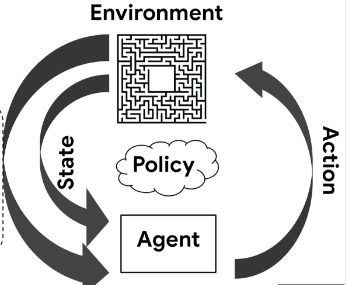 Environment
State
Policy
Action
Agent